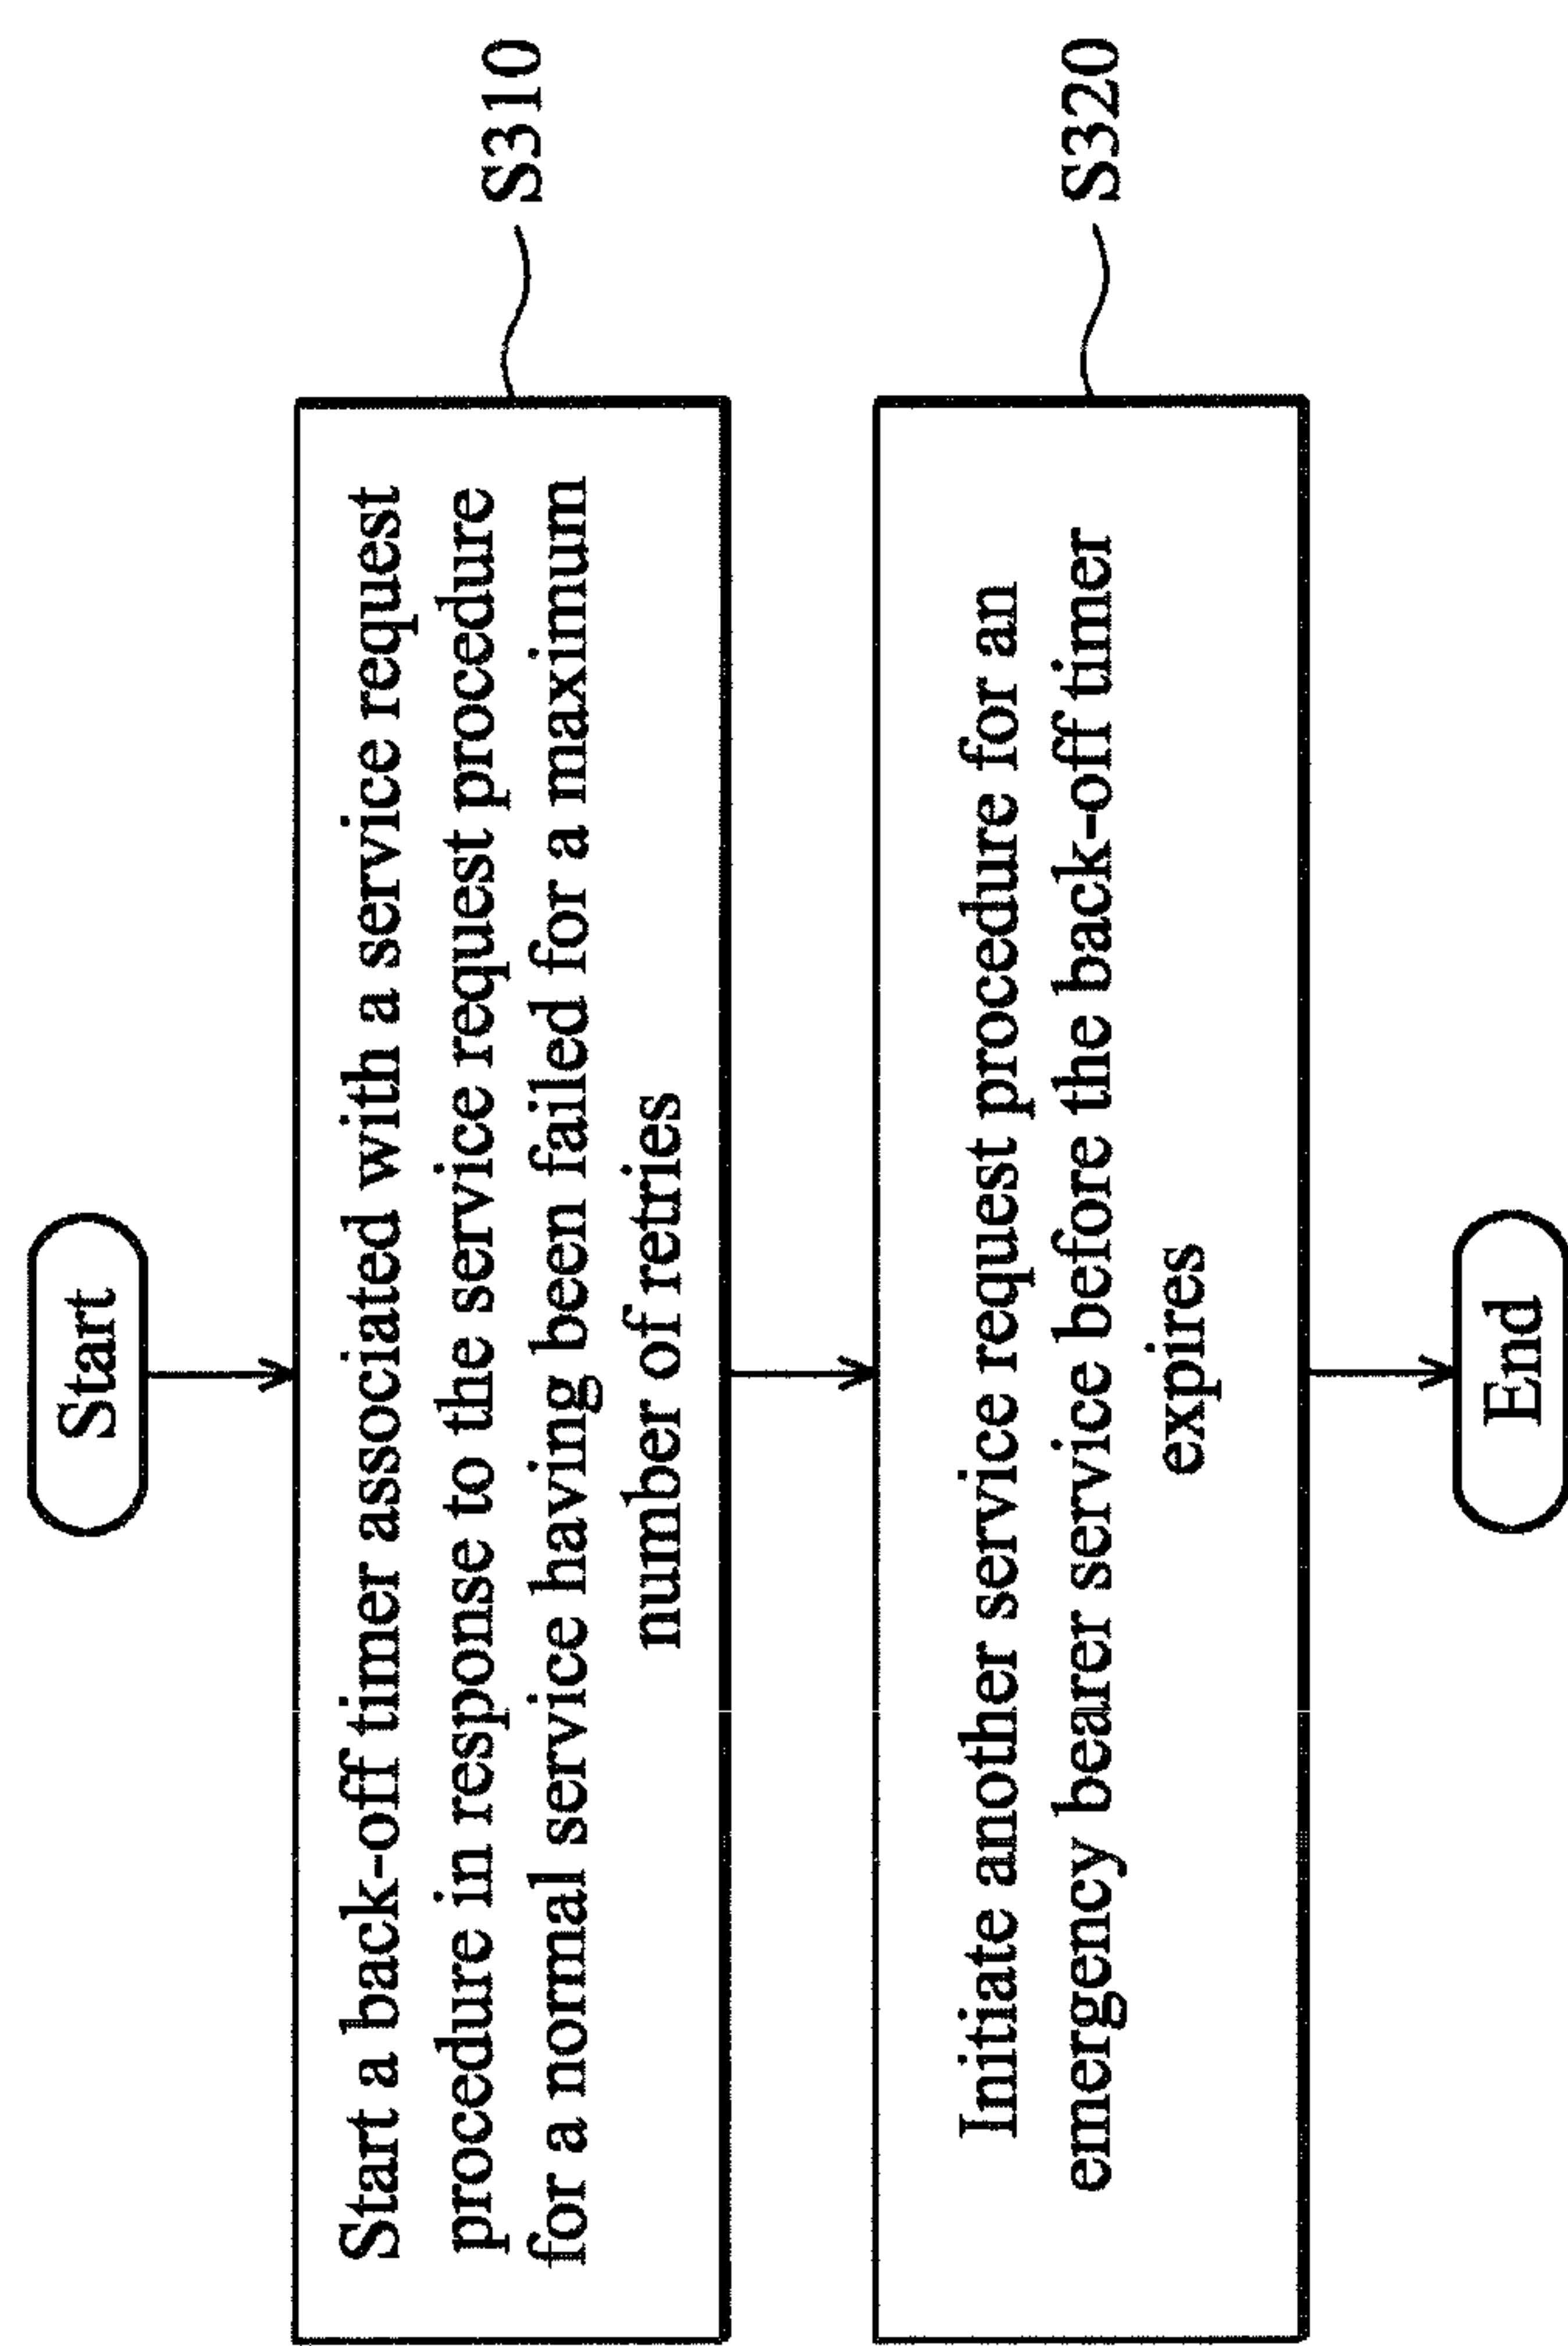 Start
Start a back-off timer associated with a service request
procedure in response to the service request procedure
for a normal service having been failed for a maximum
number of retries
S310
Initiate another service request procedure for an
emergency bearer service before the back-off timer
expires
S320
End